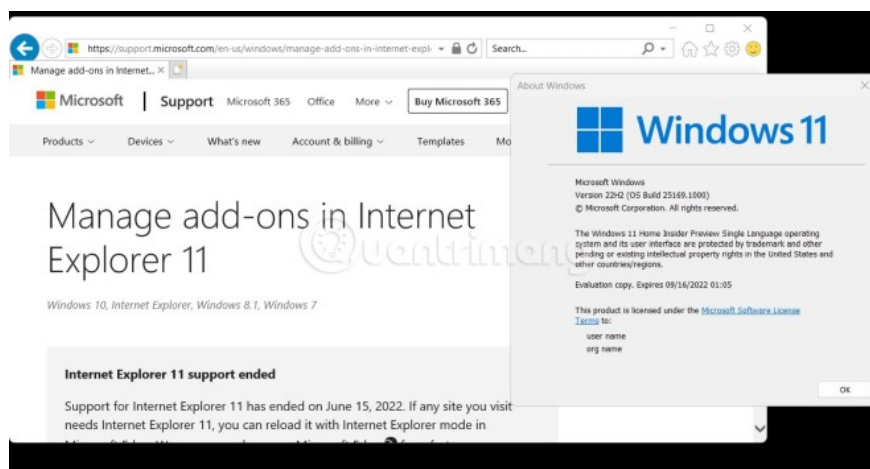 https://support.microsoft.com/en-us/windows/manage-add-ons-in-internet-expl
Search...
Manage add-ons in Internet...
Microsoft
Support
Microsoft 365
Office
More
Buy Microsoft 365
Products
Devices
What's new
Account & billing
Templates
Mo
Manage add-ons in Internet
Explorer 11
Windows 10, Internet Explorer, Windows 8.1, Windows 7
Internet Explorer 11 support ended
Support for Internet Explorer 11 has ended on June 15, 2022. If any site you visit
needs Internet Explorer 11, you can reload it with Internet Explorer mode in
About Windows
Windows 11
Microsoft Windows
Version 22H2 (OS Build 25169.1000)
© Microsoft Corporation. All rights reserved.
The Windows 11 Home Insider Preview Single Language operating
system and its user interface are protected by trademark and other
pending or existing intellectual property rights in the United States and
other countries/regions.
Evaluation copy. Expires 09/16/2022 01:05
This product is licensed under the Microsoft Software License
Terms to:
user name
org name
OK
Quantrimang